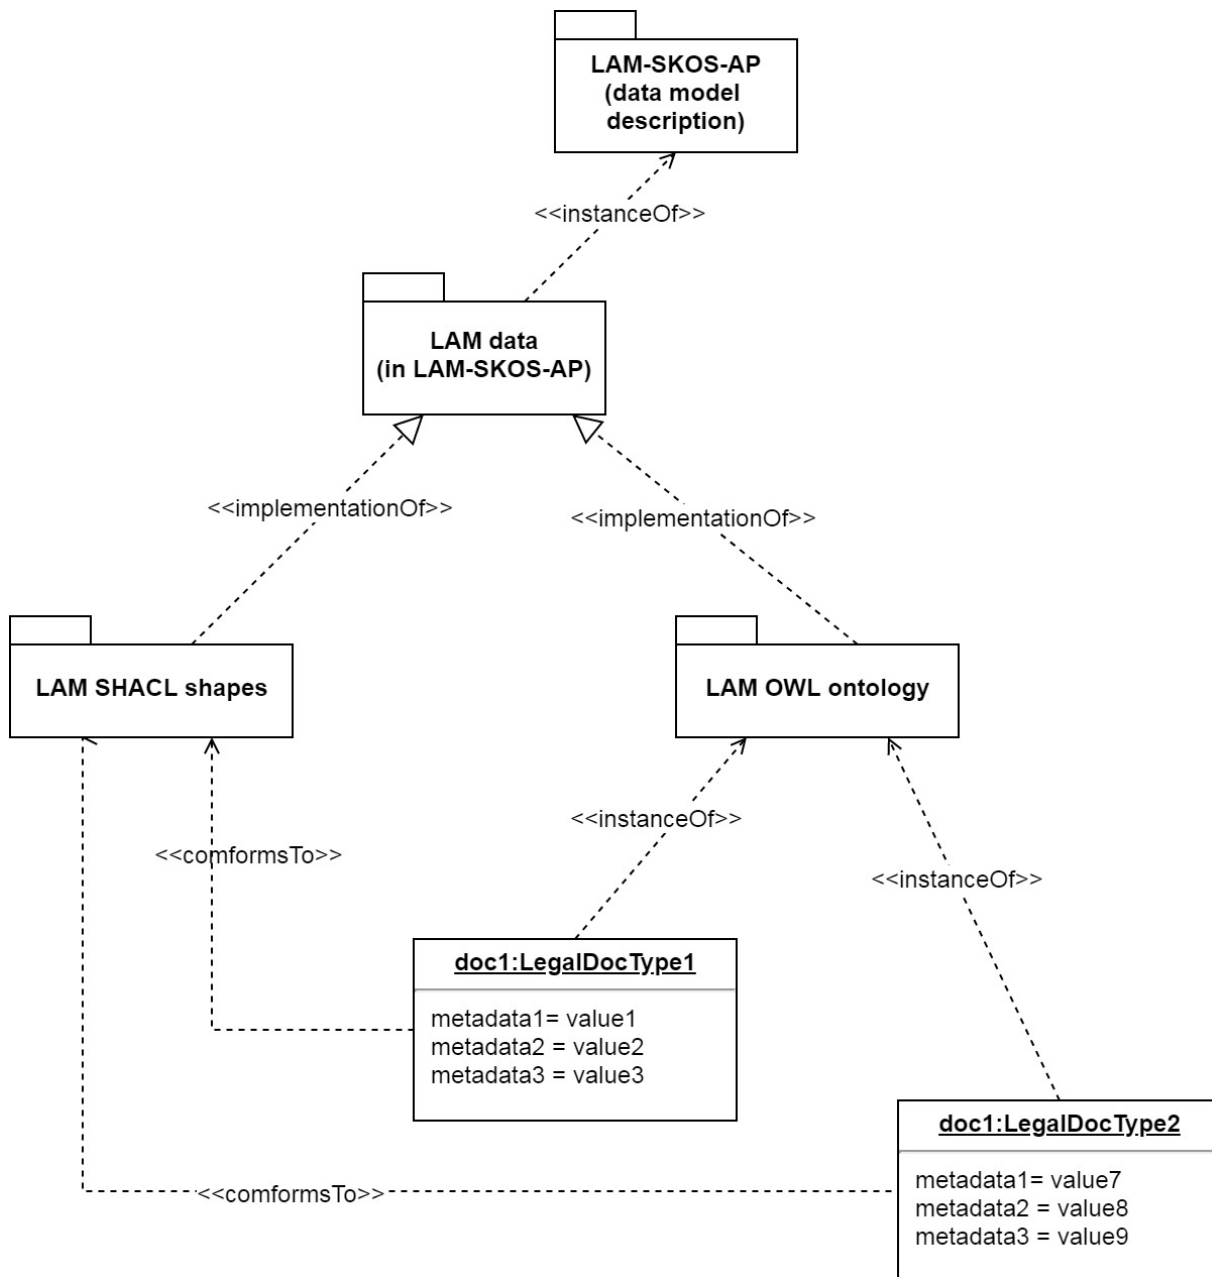 LAM-SKOS-AP
(data model
description)
<<instanceOf>>
LAM data
(in LAM-SKOS-AP)
<<implementationOf>>
<<implementationOf>>
LAM SHACL shapes
LAM OWL ontology
<<instanceOf>>
<<comformsTo>>
<<instanceOf>>
doc1:LegalDocType1
metadata1= value1
metadata2 = value2
metadata3 = value3
doc1:LegalDocType2
<<comformsTo>>
metadata1= value7
metadata2 = value8
metadata3 = value9